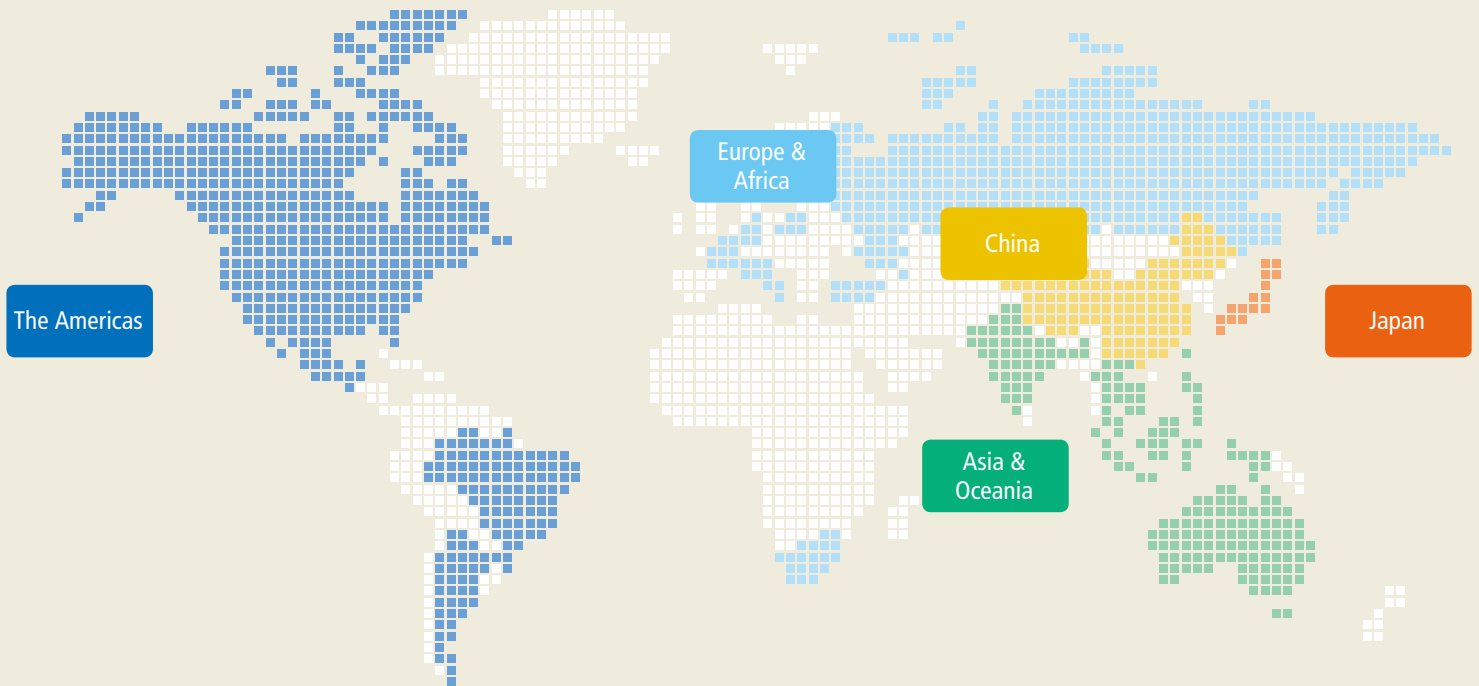 Europe &
Africa
China
The Americas
Japan
Asia &
Oceania